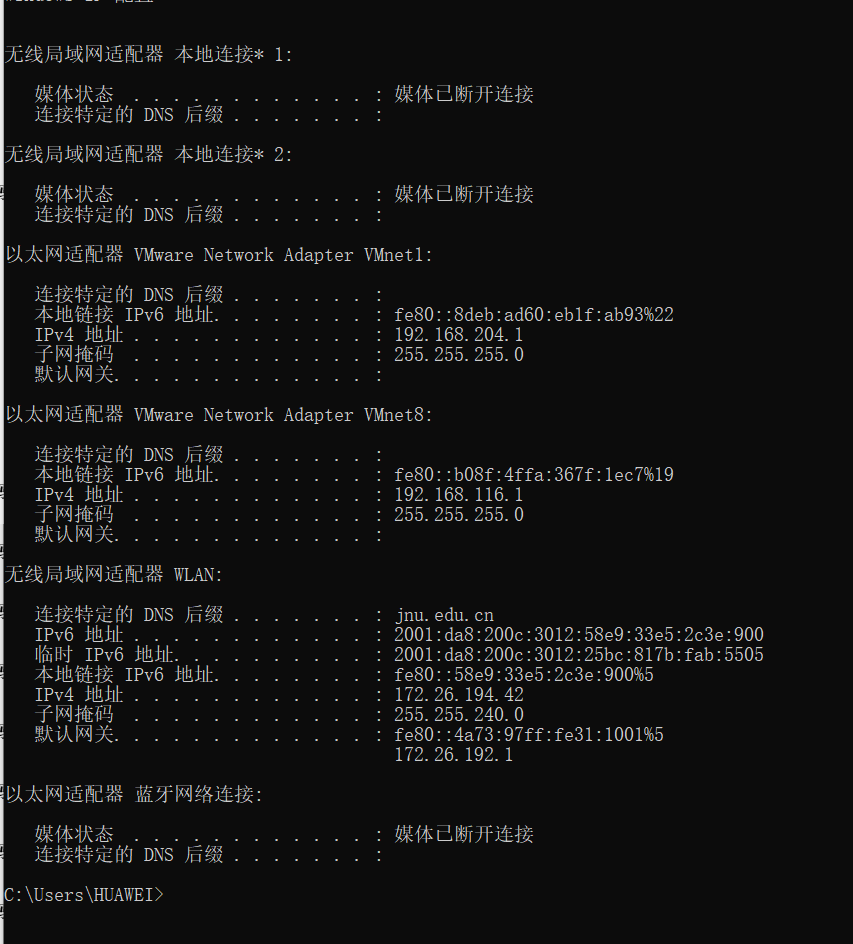 无线局域网适配器 本地连接* 1:
媒体状态 . . . . . . . . . . . . : 媒体已断开连接
连接特定的 DNS 后缀 . . . . . . . :
无线局域网适配器 本地连接* 2:
媒体状态 . . . . . . . . . . . . : 媒体已断开连接
连接特定的 DNS 后缀 . . . . . . . :
以太网适配器 VMware Network Adapter VMnet1:
连接特定的 DNS 后缀 . . . . . . . :
本地链接 IPv6 地址. . . . . . . . : fe80::8deb:ad60:eb1f:ab93%22
IPv4 地址 . . . . . . . . . . . . : 192.168.204.1
子网掩码 . . . . . . . . . . . . : 255.255.255.0
默认网关. . . . . . . . . . . . . :
以太网适配器 VMware Network Adapter VMnet8:
连接特定的 DNS 后缀 . . . . . . . :
本地链接 IPv6 地址. . . . . . . . : fe80::b08f:4ffa:367f:1ec7%19
IPv4 地址 . . . . . . . . . . . . : 192.168.116.1
子网掩码 . . . . . . . . . . . . : 255.255.255.0
默认网关. . . . . . . . . . . . . :
无线局域网适配器 WLAN:
连接特定的 DNS 后缀 . . . . . . . : jnu.edu.cn
IPv6 地址 . . . . . . . . . . . . : 2001:da8:200c:3012:58e9:33e5:2c3e:900
临时 IPv6 地址. . . . . . . . . . : 2001:da8:200c:3012:25bc:817b:fab:5505
本地链接 IPv6 地址. . . . . . . . : fe80::58e9:33e5:2c3e:900%5
IPv4 地址 . . . . . . . . . . . . : 172.26.194.42
子网掩码 . . . . . . . . . . . . : 255.255.240.0
默认网关. . . . . . . . . . . . . : fe80::4a73:97ff:fe31:1001%5
172.26.192.1
以太网适配器 蓝牙网络连接:
媒体状态 . . . . . . . . . . . . : 媒体已断开连接
连接特定的 DNS 后缀 . . . . . . . :
C:\Users\HUAWEI>